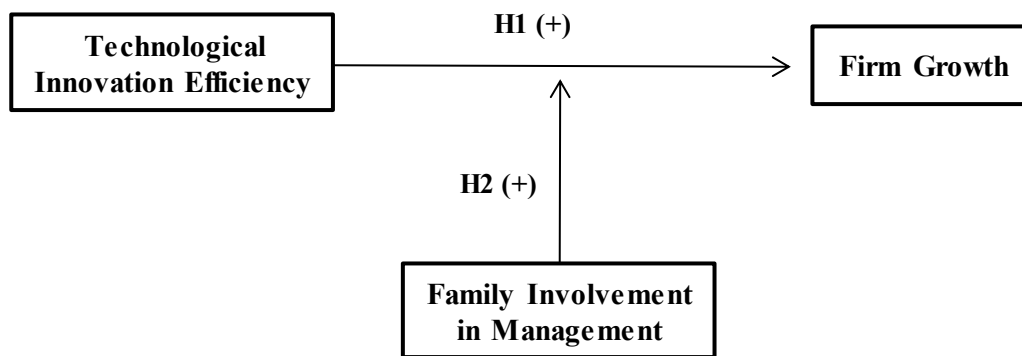 H1 (+)
Technological
Innovation Efficiency
Firm Growth
H2 (+)
Family Involvement
in Management